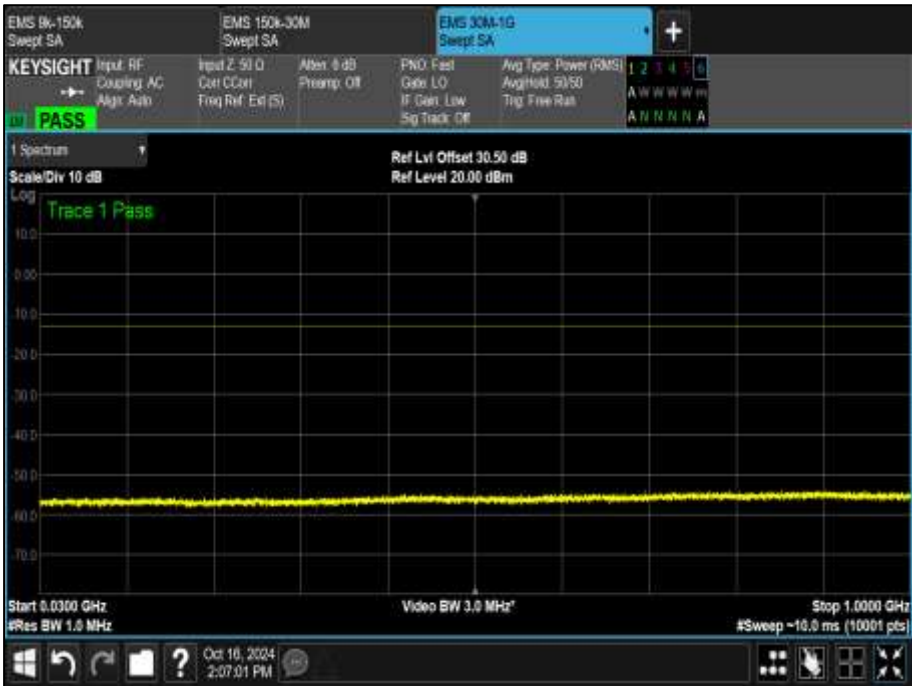 EMS 9k-150k
Swept SA
EMS 150k-30M
Swept SA
EMS 30M-1G
Swept SA
KEYSIGHT
Input: RF
Coupling: AC
Align: Auto
Input Z: 50 Ω
Corr CCorr
Freq Ref: Ext (S)
Atten: 6 dB
Preamp: Off
PNO: Fast
Gate: LO
IF Gain: Low
Sig Track: Off
Avg Type: Power (RMS)
Avg|Hold: 50/50
Trig: Free Run
1 2 3 4 5 6
A W W W W
A N N N N A
PASS
1 Spectrum
Scale/Div 10 dB
Ref Lvl Offset 30.50 dB
Ref Level 20.00 dBm
Log
Trace 1 Pass
10.0
0.00
-10.0
-20.0
-30.0
-40.0
-50.0
-60.0
-70.0
Start 0.0300 GHz
Video BW 3.0 MHz*
Stop 1.0000 GHz
#Res BW 1.0 MHz
#Sweep ~10.0 ms (10001 pts)
?
Oct 16, 2024
2:07:01 PM